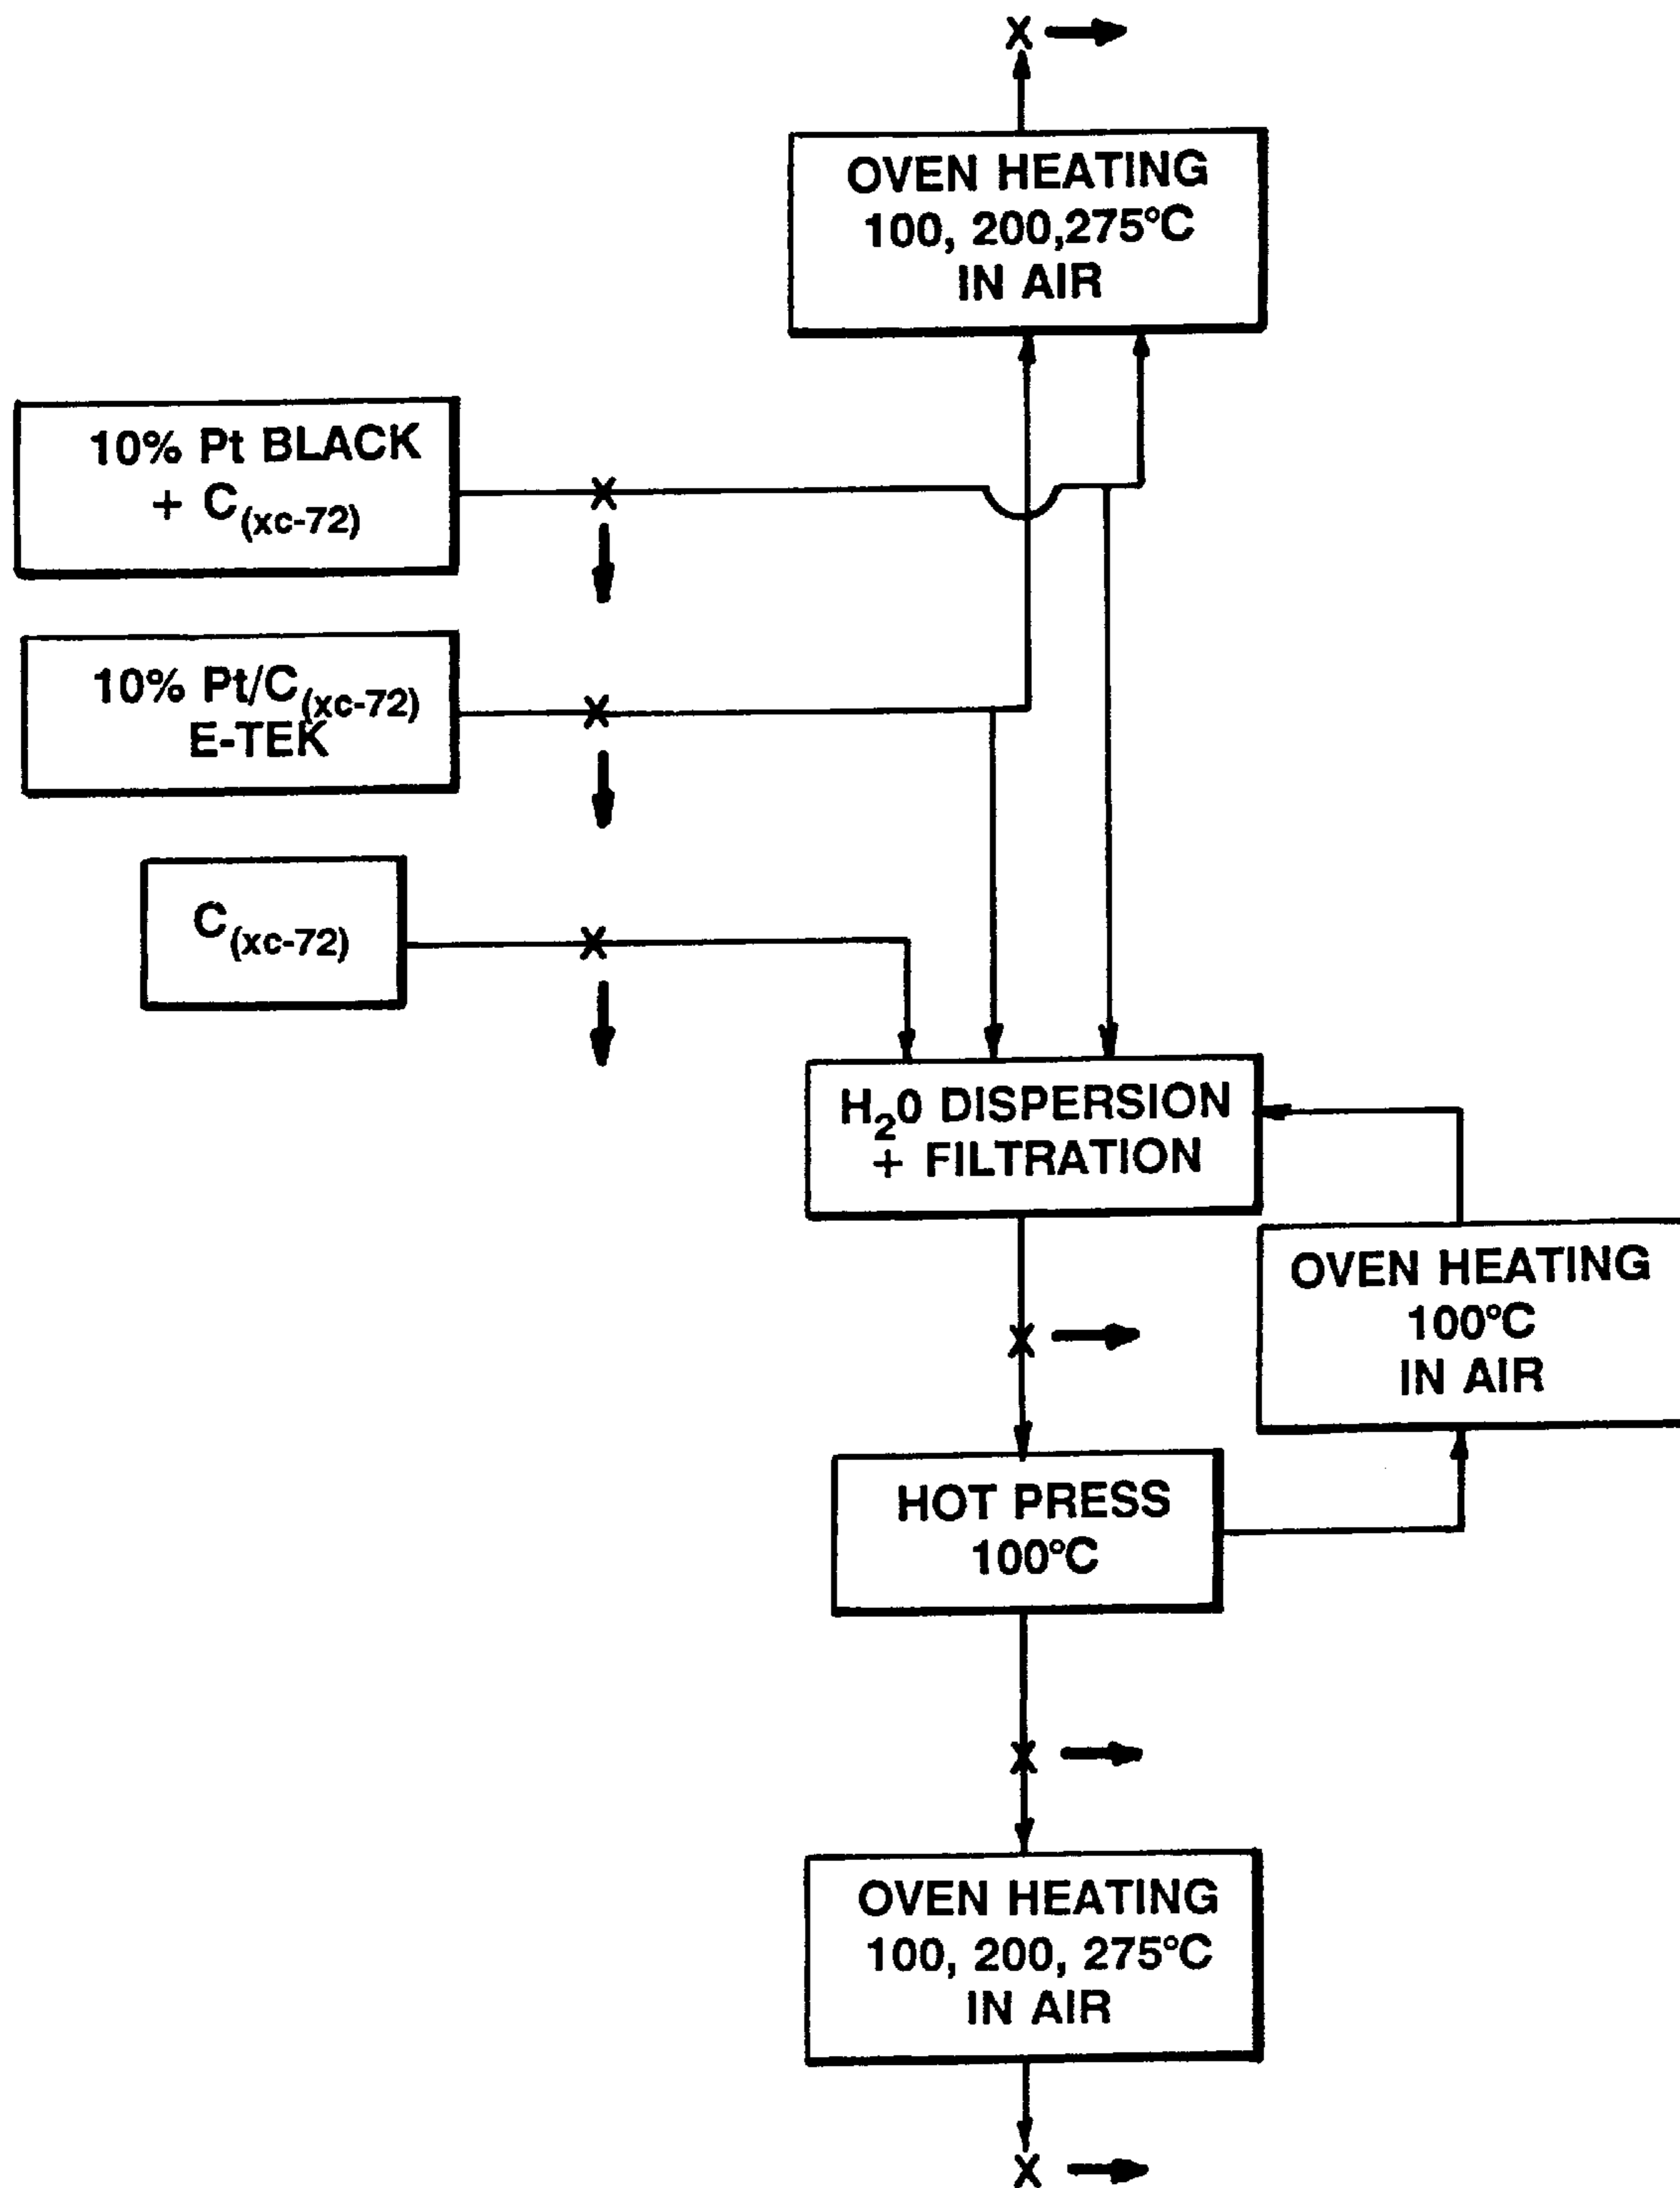 X
OVEN HEATING
100, 200,275°C
IN AIR
10% Pt BLACK
+ C(xc-72)
X
10% Pt/C(xc-72)
E-TEK
X
C(xc-72)
X
H20 DISPERSION
+ FILTRATION
OVEN HEATING
100°C
IN AIR
X
HOT PRESS
100°C
X
OVEN HEATING
100, 200, 275°C
IN AIR
X